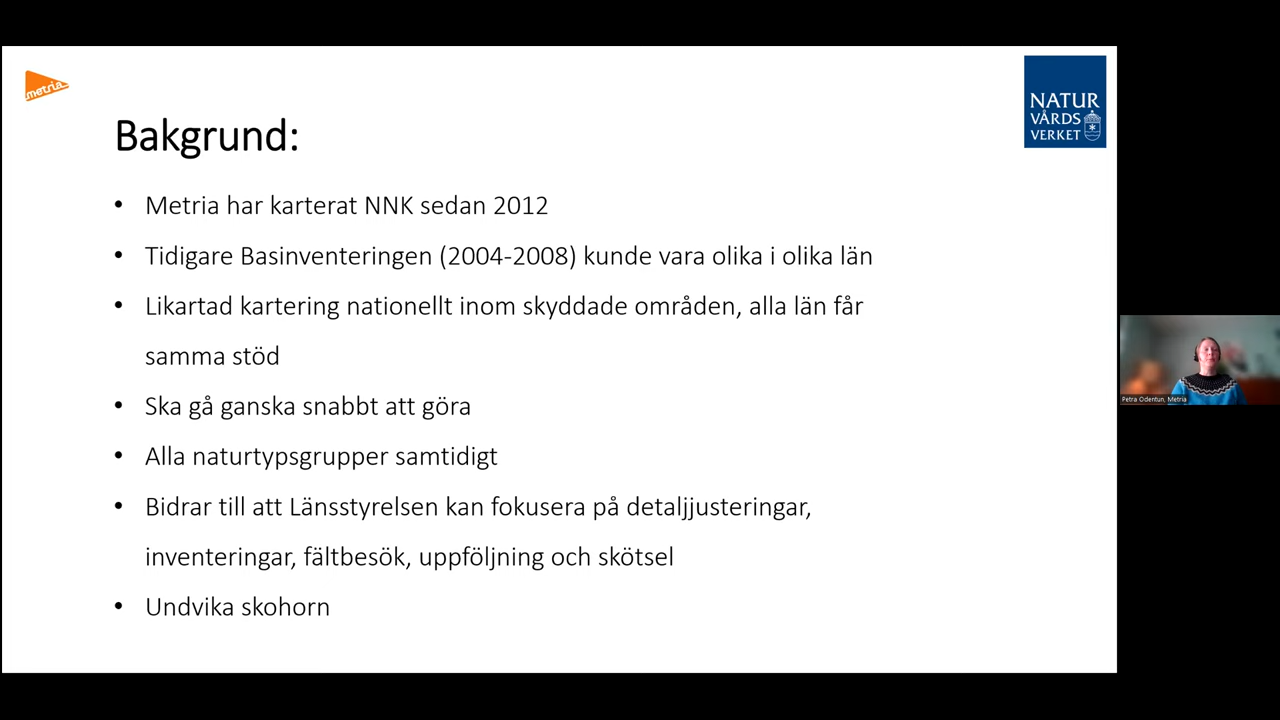 metria
NATUR
VÅRDS
VERKET
Bakgrund:
• Metria har karterat NNK sedan 2012
• Tidigare Basinventeringen (2004-2008) kunde vara olika i olika län
• Likartad kartering nationellt inom skyddade områden, alla län får
samma stöd
• Ska gå ganska snabbt att göra
• Alla naturtypsgrupper samtidigt
• Bidrar till att Länsstyrelsen kan fokusera på detaljjusteringar,
inventeringar, fältbesök, uppföljning och skötsel
• Undvika skohorn
Petra Odentun, Metria